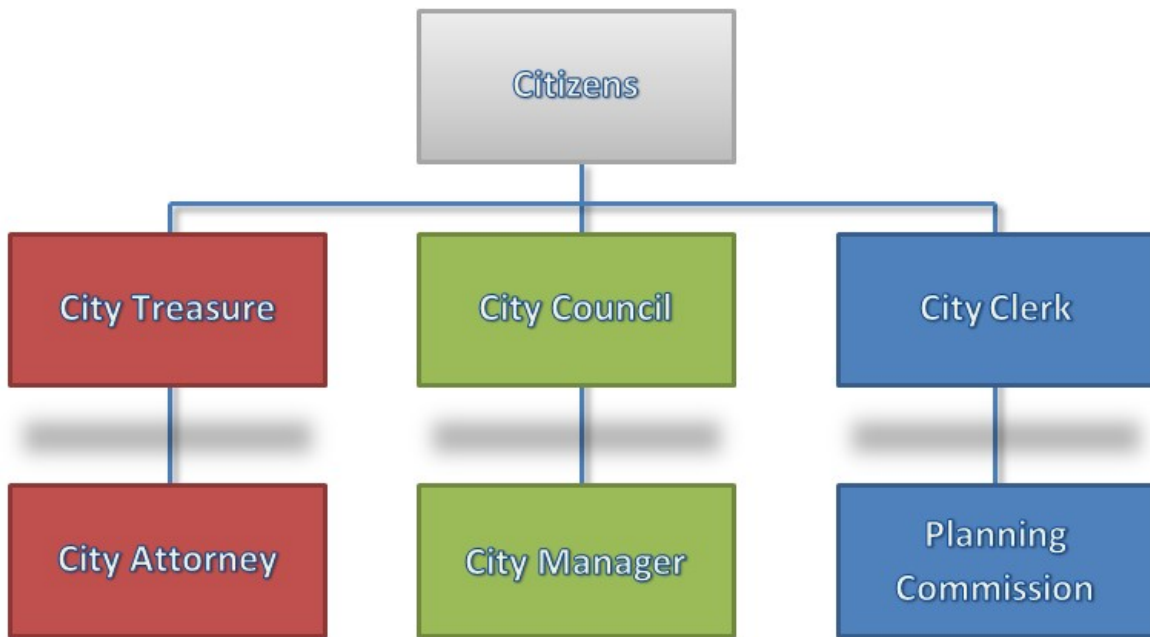 Citizens
City Treasure
City Council
City Clerk
City Attorney
City Manager
Planning
Commission